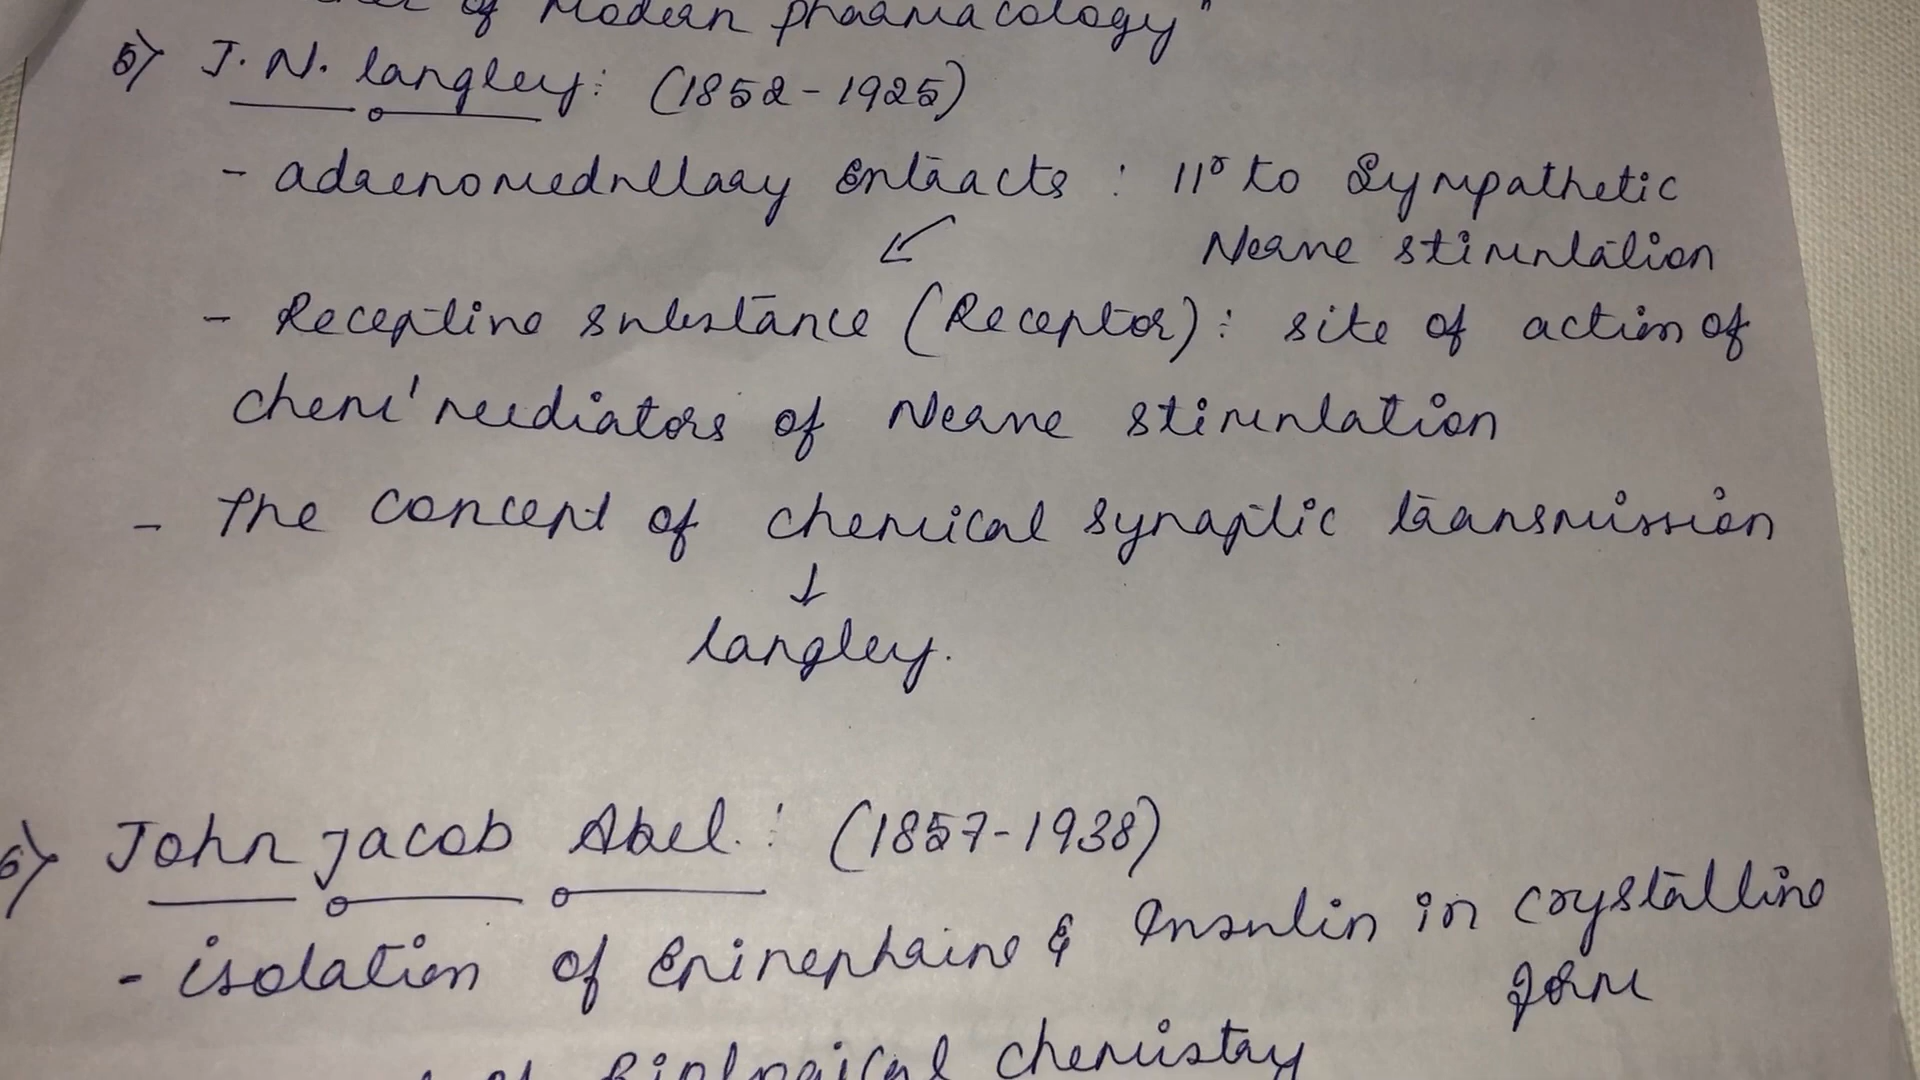 of Modern pharmacology"
5) J. N. Langley: (1852-1925)
- adrenomedullary Extracts : 11r to Sympathetic
Nerve stimulation
- Receptive substance (Receptor): site of action of
chem' mediators of Nerve stimulation
- The concept of chemical synaptic transmission
Langley.
6) John Jacob Abel: (1857-1938)
- isolation of Epinephrine & Insulin in crystalline
form
Biological chemistry